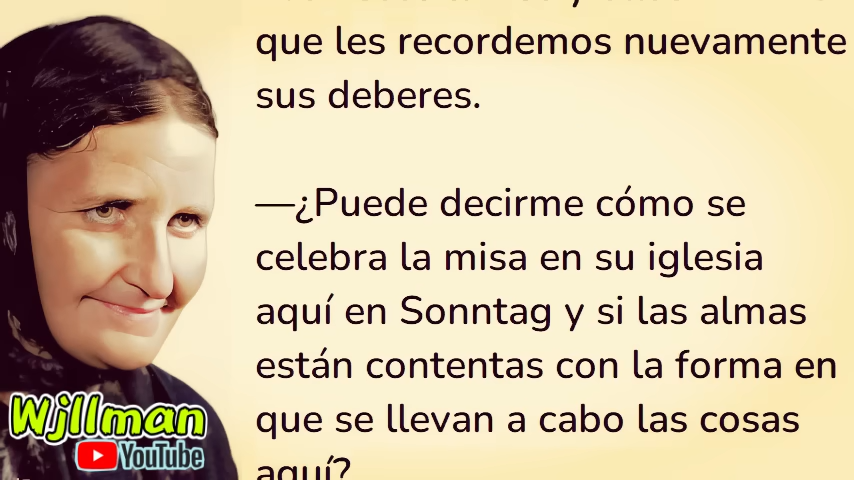 que les recordemos nuevamente
sus deberes.
—¿Puede decirme cómo se
celebra la misa en su iglesia
aquí en Sonntag y si las almas
están contentas con la forma en
que se llevan a cabo las cosas
aquí?
Wjllman
YouTube